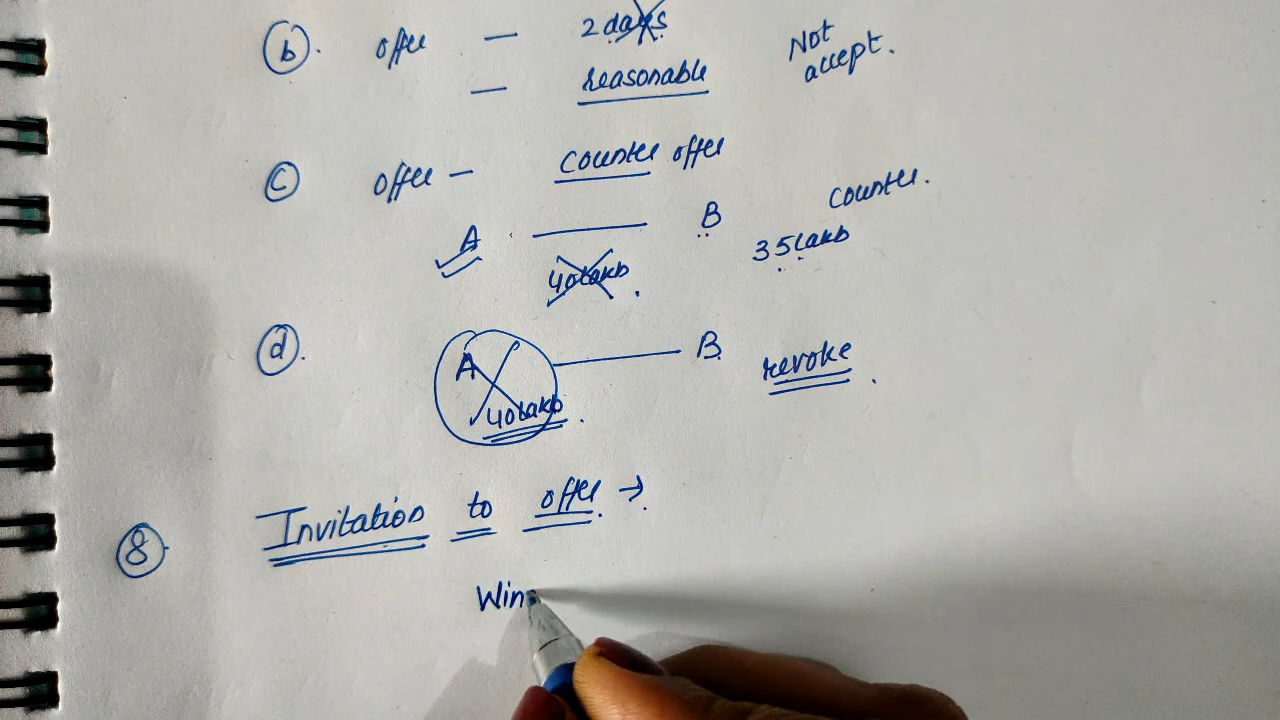 (b). offer — 2 days Not accept.
— reasonable
(c) offer — counter offer
A — B 35 lakh counter.
40 lakh.
(d). A — B revoke.
40 lakh.
(8) Invitation to offer →
Win